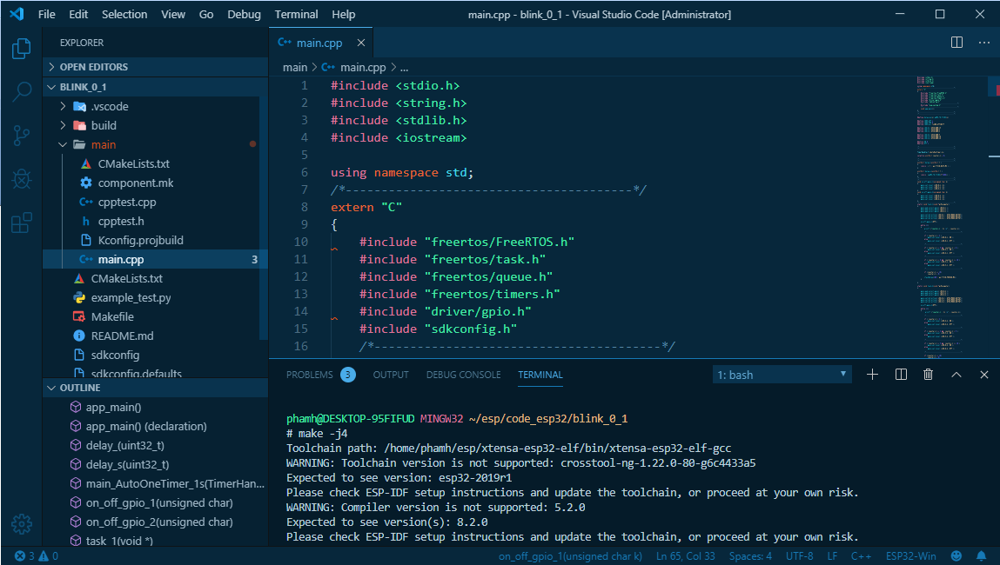 File Edit Selection View Go Debug Terminal Help main.cpp - blink_0_1 - Visual Studio Code [Administrator]
EXPLORER
OPEN EDITORS
BLINK_0_1
.vscode
build
main
CMakeLists.txt
component.mk
cpptest.cpp
cpptest.h
Kconfig.projbuild
main.cpp 3
CMakeLists.txt
example_test.py
Makefile
README.md
sdkconfig
sdkconfig.defaults
OUTLINE
app_main()
app_main() (declaration)
delay_(uint32_t)
delay_s(uint32_t)
main_AutoOneTimer_1s(TimerHan...
on_off_gpio_1(unsigned char)
on_off_gpio_2(unsigned char)
task_1(void *)
C++ main.cpp
main > C++ main.cpp > ...
1 #include <stdio.h>
2 #include <string.h>
3 #include <stdlib.h>
4 #include <iostream>
5
6 using namespace std;
7 /*----------------------------------------*/
8 extern "C"
9 {
10 #include "freertos/FreeRTOS.h"
11 #include "freertos/task.h"
12 #include "freertos/queue.h"
13 #include "freertos/timers.h"
14 #include "driver/gpio.h"
15 #include "sdkconfig.h"
16 /*----------------------------------------*/
PROBLEMS 3 OUTPUT DEBUG CONSOLE TERMINAL 1: bash
phamh@DESKTOP-95FIFUD MINGW32 ~/esp/code_esp32/blink_0_1
# make -j4
Toolchain path: /home/phamh/esp/xtensa-esp32-elf/bin/xtensa-esp32-elf-gcc
WARNING: Toolchain version is not supported: crosstool-ng-1.22.0-80-g6c4433a5
Expected to see version: esp32-2019r1
Please check ESP-IDF setup instructions and update the toolchain, or proceed at your own risk.
WARNING: Compiler version is not supported: 5.2.0
Expected to see version(s): 8.2.0
Please check ESP-IDF setup instructions and update the toolchain, or proceed at your own risk.
3 0 on_off_gpio_1(unsigned char k) Ln 65, Col 33 Spaces: 4 UTF-8 LF C++ ESP32-Win